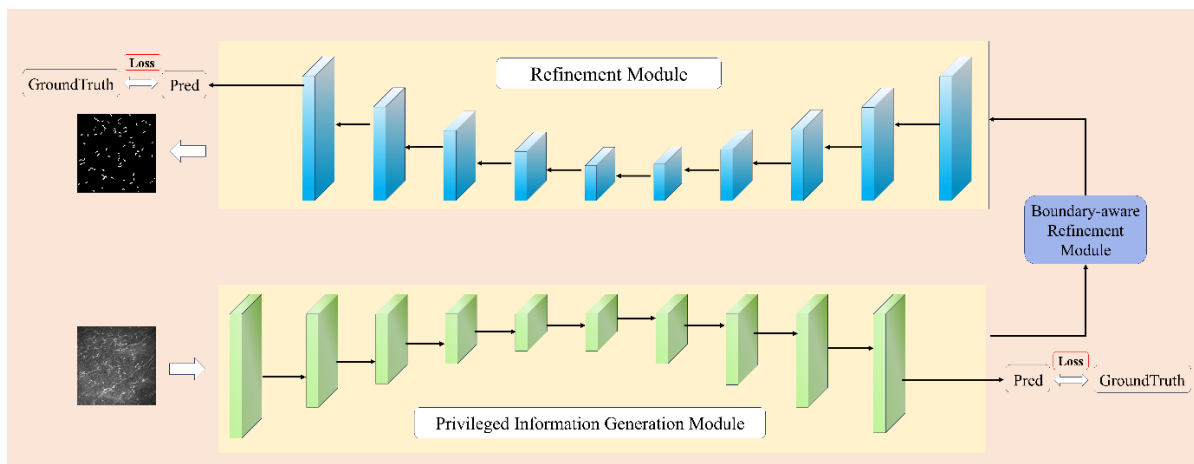 Refinement Module
Loss
GroundTruth
Pred
Boundary-aware
Refinement
Module
Loss
Pred
GroundTruth
Privileged Information Generation Module